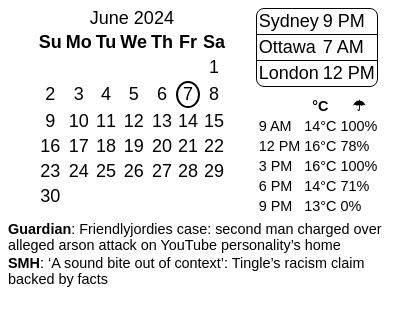 June 2024
Su Mo Tu We Th Fr Sa
1
2 3 4 5 6 7 8
9 10 11 12 13 14 15
16 17 18 19 20 21 22
23 24 25 26 27 28 29
30
Sydney 9 PM
Ottawa 7 AM
London 12 PM
°C ☂
9 AM 14°C 100%
12 PM 16°C 78%
3 PM 16°C 100%
6 PM 14°C 71%
9 PM 13°C 0%
Guardian: Friendlyjordies case: second man charged over
alleged arson attack on YouTube personality’s home
SMH: ‘A sound bite out of context’: Tingle’s racism claim
backed by facts